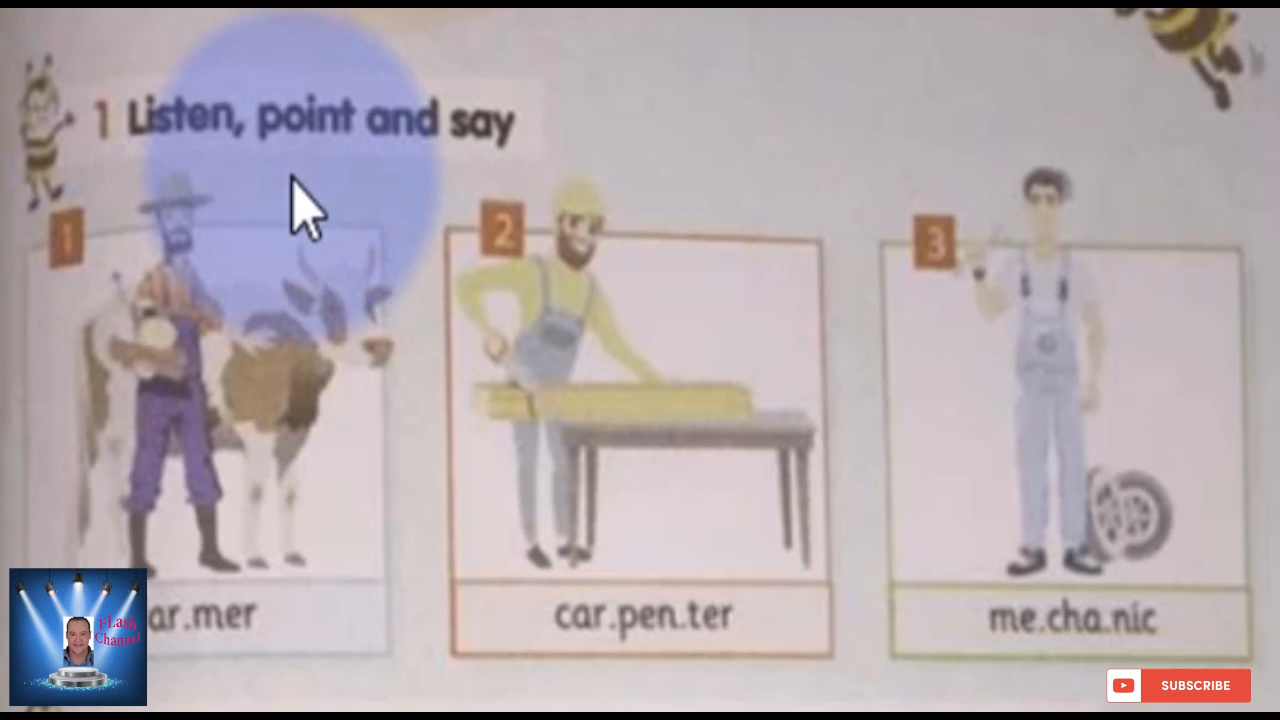 1 Listen, point and say
1
2
3
ar.mer
car.pen.ter
me.cha.nic
FLash
Channel
SUBSCRIBE